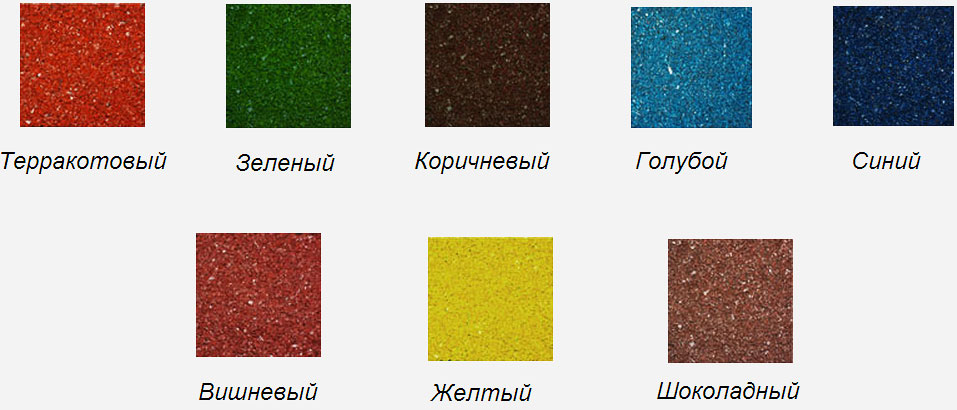 Терракотовый
Зеленый
Коричневый
Голубой
Синий
Вишневый
Желтый
Шоколадный